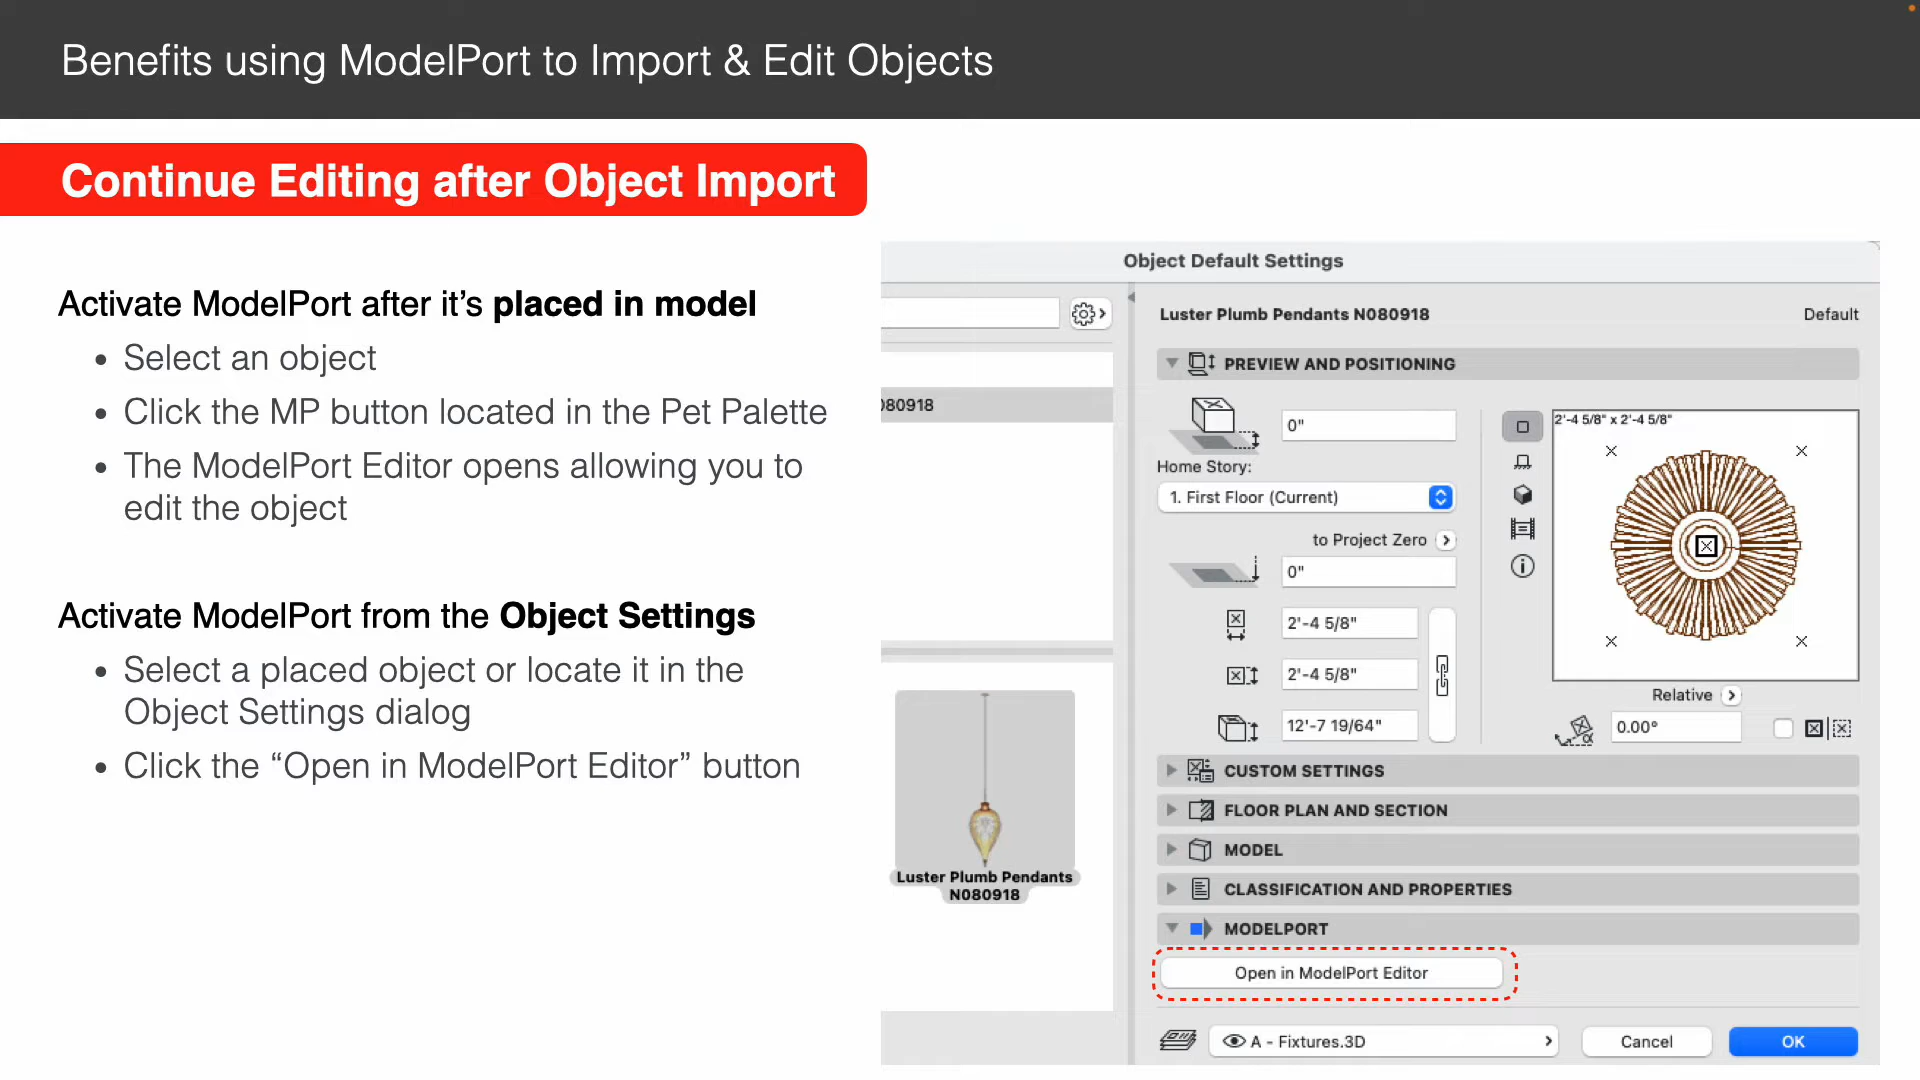 Benefits using ModelPort to Import & Edit Objects
Continue Editing after Object Import
Activate ModelPort after it’s placed in model
• Select an object
• Click the MP button located in the Pet Palette
• The ModelPort Editor opens allowing you to
edit the object
Activate ModelPort from the Object Settings
• Select a placed object or locate it in the
Object Settings dialog
• Click the “Open in ModelPort Editor” button
Object Default Settings
Luster Plumb Pendants N080918
Default
PREVIEW AND POSITIONING
080918
0"
2'-4 5/8" x 2'-4 5/8"
Home Story:
1. First Floor (Current)
to Project Zero
0"
2'-4 5/8"
2'-4 5/8"
12'-7 19/64"
Relative
0.00°
Luster Plumb Pendants
N080918
CUSTOM SETTINGS
FLOOR PLAN AND SECTION
MODEL
CLASSIFICATION AND PROPERTIES
MODELPORT
Open in ModelPort Editor
A - Fixtures.3D
Cancel
OK